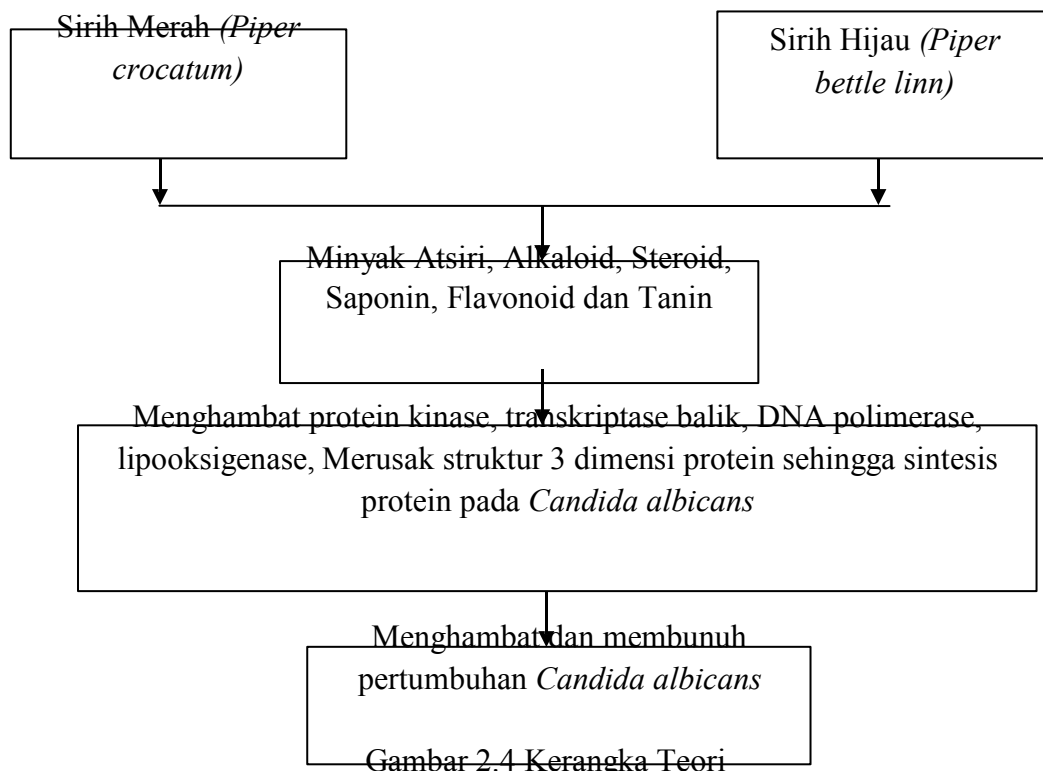 Sirih Merah (Piper
crocatum)
Sirih Hijau (Piper
bettle linn)
Minyak Atsiri, Alkaloid, Steroid,
Saponin, Flavonoid dan Tanin
Menghambat protein kinase, transkriptase balik, DNA polimerase,
lipooksigenase, Merusak struktur 3 dimensi protein sehingga sintesis
protein pada Candida albicans
Menghambat dan membunuh
pertumbuhan Candida albicans
Gambar 2.4 Kerangka Teori